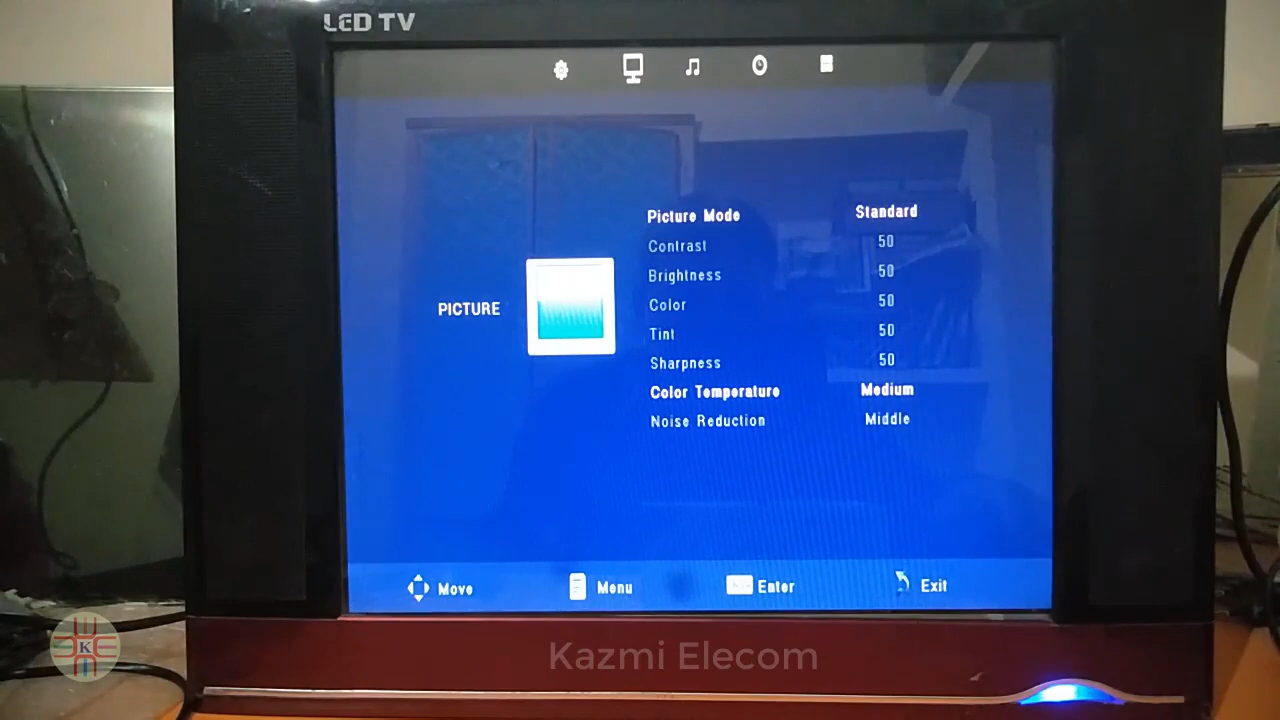 LED TV
Picture Mode Standard
Contrast 50
Brightness 50
Color 50
PICTURE
Tint 50
Sharpness 50
Color Temperature Medium
Noise Reduction Middle
Move Menu Enter Exit
K
Kazmi Elecom